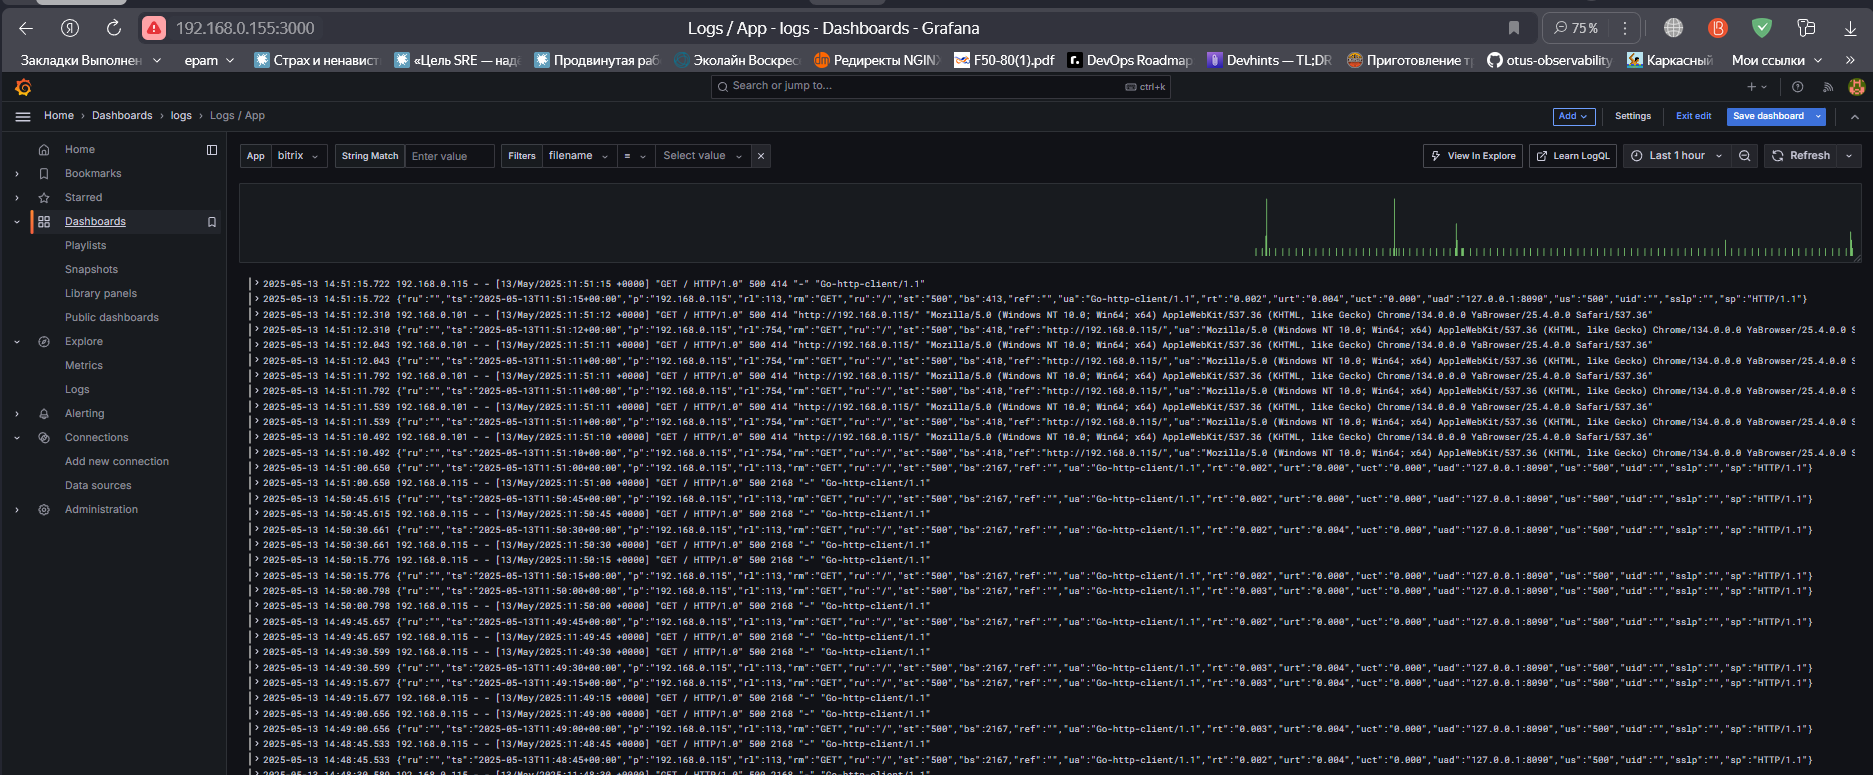 192.168.0.155:3000
Logs / App - logs - Dashboards - Grafana
75 %
Закладки Выполнен
epam
Страх и ненавист
«Цель SRE — над
Продвинутая раб
Эколайн Воскрес
Редиректы NGINX
F50-80(1).pdf
DevOps Roadmap
Devhints — TL;DR
Приготовление
otus-observability
Каркасный
Мои ссылки
Search or jump to...
ctrl+k
Home
Dashboards
logs
Logs / App
Add
Settings
Exit edit
Save dashboard
Home
Bookmarks
Starred
Dashboards
Playlists
Snapshots
Library panels
Public dashboards
Explore
Metrics
Logs
Alerting
Connections
Add new connection
Data sources
Administration
App
bitrix
String Match
Enter value
Filters
filename
=
Select value
View In Explore
Learn LogQL
Last 1 hour
Refresh
2025-05-13 14:51:15.722 192.168.0.115 - - [13/May/2025:11:51:15 +0000] "GET / HTTP/1.0" 500 414 "-" "Go-http-client/1.1"
2025-05-13 14:51:15.722 {"ru":"","ts":"2025-05-13T11:51:15+00:00","p":"192.168.0.115","rl":113,"rm":"GET","ru":"/","st":"500","bs":413,"ref":"","ua":"Go-http-client/1.1","rt":"0.002","urt":"0.004","uct":"0.000","uad":"127.0.0.1:8090","us":"500","uid":"","sslp":"","sp":"HTTP/1.1"}
2025-05-13 14:51:12.310 192.168.0.101 - - [13/May/2025:11:51:12 +0000] "GET / HTTP/1.0" 500 414 "http://192.168.0.115/" "Mozilla/5.0 (Windows NT 10.0; Win64; x64) AppleWebKit/537.36 (KHTML, like Gecko) Chrome/134.0.0.0 YaBrowser/25.4.0.0 Safari/537.36"
2025-05-13 14:51:12.310 {"ru":"","ts":"2025-05-13T11:51:12+00:00","p":"192.168.0.115","rl":754,"rm":"GET","ru":"/","st":"500","bs":418,"ref":"http://192.168.0.115/","ua":"Mozilla/5.0 (Windows NT 10.0; Win64; x64) AppleWebKit/537.36 (KHTML, like Gecko) Chrome/134.0.0.0 YaBrowser/25.4.0.0 S
2025-05-13 14:51:12.043 192.168.0.101 - - [13/May/2025:11:51:11 +0000] "GET / HTTP/1.0" 500 414 "http://192.168.0.115/" "Mozilla/5.0 (Windows NT 10.0; Win64; x64) AppleWebKit/537.36 (KHTML, like Gecko) Chrome/134.0.0.0 YaBrowser/25.4.0.0 Safari/537.36"
2025-05-13 14:51:12.043 {"ru":"","ts":"2025-05-13T11:51:11+00:00","p":"192.168.0.115","rl":754,"rm":"GET","ru":"/","st":"500","bs":418,"ref":"http://192.168.0.115/","ua":"Mozilla/5.0 (Windows NT 10.0; Win64; x64) AppleWebKit/537.36 (KHTML, like Gecko) Chrome/134.0.0.0 YaBrowser/25.4.0.0 S
2025-05-13 14:51:11.792 192.168.0.101 - - [13/May/2025:11:51:11 +0000] "GET / HTTP/1.0" 500 414 "http://192.168.0.115/" "Mozilla/5.0 (Windows NT 10.0; Win64; x64) AppleWebKit/537.36 (KHTML, like Gecko) Chrome/134.0.0.0 YaBrowser/25.4.0.0 Safari/537.36"
2025-05-13 14:51:11.792 {"ru":"","ts":"2025-05-13T11:51:11+00:00","p":"192.168.0.115","rl":754,"rm":"GET","ru":"/","st":"500","bs":418,"ref":"http://192.168.0.115/","ua":"Mozilla/5.0 (Windows NT 10.0; Win64; x64) AppleWebKit/537.36 (KHTML, like Gecko) Chrome/134.0.0.0 YaBrowser/25.4.0.0 S
2025-05-13 14:51:11.539 192.168.0.101 - - [13/May/2025:11:51:11 +0000] "GET / HTTP/1.0" 500 414 "http://192.168.0.115/" "Mozilla/5.0 (Windows NT 10.0; Win64; x64) AppleWebKit/537.36 (KHTML, like Gecko) Chrome/134.0.0.0 YaBrowser/25.4.0.0 Safari/537.36"
2025-05-13 14:51:11.539 {"ru":"","ts":"2025-05-13T11:51:11+00:00","p":"192.168.0.115","rl":754,"rm":"GET","ru":"/","st":"500","bs":418,"ref":"http://192.168.0.115/","ua":"Mozilla/5.0 (Windows NT 10.0; Win64; x64) AppleWebKit/537.36 (KHTML, like Gecko) Chrome/134.0.0.0 YaBrowser/25.4.0.0 S
2025-05-13 14:51:10.492 192.168.0.101 - - [13/May/2025:11:51:10 +0000] "GET / HTTP/1.0" 500 414 "http://192.168.0.115/" "Mozilla/5.0 (Windows NT 10.0; Win64; x64) AppleWebKit/537.36 (KHTML, like Gecko) Chrome/134.0.0.0 YaBrowser/25.4.0.0 Safari/537.36"
2025-05-13 14:51:10.492 {"ru":"","ts":"2025-05-13T11:51:10+00:00","p":"192.168.0.115","rl":754,"rm":"GET","ru":"/","st":"500","bs":418,"ref":"http://192.168.0.115/","ua":"Mozilla/5.0 (Windows NT 10.0; Win64; x64) AppleWebKit/537.36 (KHTML, like Gecko) Chrome/134.0.0.0 YaBrowser/25.4.0.0 S
2025-05-13 14:51:00.650 {"ru":"","ts":"2025-05-13T11:51:00+00:00","p":"192.168.0.115","rl":113,"rm":"GET","ru":"/","st":"500","bs":2167,"ref":"","ua":"Go-http-client/1.1","rt":"0.002","urt":"0.000","uct":"0.000","uad":"127.0.0.1:8090","us":"500","uid":"","sslp":"","sp":"HTTP/1.1"}
2025-05-13 14:51:00.650 192.168.0.115 - - [13/May/2025:11:51:00 +0000] "GET / HTTP/1.0" 500 2168 "-" "Go-http-client/1.1"
2025-05-13 14:50:45.615 {"ru":"","ts":"2025-05-13T11:50:45+00:00","p":"192.168.0.115","rl":113,"rm":"GET","ru":"/","st":"500","bs":2167,"ref":"","ua":"Go-http-client/1.1","rt":"0.002","urt":"0.000","uct":"0.000","uad":"127.0.0.1:8090","us":"500","uid":"","sslp":"","sp":"HTTP/1.1"}
2025-05-13 14:50:45.615 192.168.0.115 - - [13/May/2025:11:50:45 +0000] "GET / HTTP/1.0" 500 2168 "-" "Go-http-client/1.1"
2025-05-13 14:50:30.661 {"ru":"","ts":"2025-05-13T11:50:30+00:00","p":"192.168.0.115","rl":113,"rm":"GET","ru":"/","st":"500","bs":2167,"ref":"","ua":"Go-http-client/1.1","rt":"0.002","urt":"0.004","uct":"0.000","uad":"127.0.0.1:8090","us":"500","uid":"","sslp":"","sp":"HTTP/1.1"}
2025-05-13 14:50:30.661 192.168.0.115 - - [13/May/2025:11:50:30 +0000] "GET / HTTP/1.0" 500 2168 "-" "Go-http-client/1.1"
2025-05-13 14:50:15.776 192.168.0.115 - - [13/May/2025:11:50:15 +0000] "GET / HTTP/1.0" 500 2168 "-" "Go-http-client/1.1"
2025-05-13 14:50:15.776 {"ru":"","ts":"2025-05-13T11:50:15+00:00","p":"192.168.0.115","rl":113,"rm":"GET","ru":"/","st":"500","bs":2167,"ref":"","ua":"Go-http-client/1.1","rt":"0.002","urt":"0.000","uct":"0.000","uad":"127.0.0.1:8090","us":"500","uid":"","sslp":"","sp":"HTTP/1.1"}
2025-05-13 14:50:00.798 {"ru":"","ts":"2025-05-13T11:50:00+00:00","p":"192.168.0.115","rl":113,"rm":"GET","ru":"/","st":"500","bs":2167,"ref":"","ua":"Go-http-client/1.1","rt":"0.003","urt":"0.000","uct":"0.000","uad":"127.0.0.1:8090","us":"500","uid":"","sslp":"","sp":"HTTP/1.1"}
2025-05-13 14:50:00.798 192.168.0.115 - - [13/May/2025:11:50:00 +0000] "GET / HTTP/1.0" 500 2168 "-" "Go-http-client/1.1"
2025-05-13 14:49:45.657 {"ru":"","ts":"2025-05-13T11:49:45+00:00","p":"192.168.0.115","rl":113,"rm":"GET","ru":"/","st":"500","bs":2167,"ref":"","ua":"Go-http-client/1.1","rt":"0.002","urt":"0.000","uct":"0.000","uad":"127.0.0.1:8090","us":"500","uid":"","sslp":"","sp":"HTTP/1.1"}
2025-05-13 14:49:45.657 192.168.0.115 - - [13/May/2025:11:49:45 +0000] "GET / HTTP/1.0" 500 2168 "-" "Go-http-client/1.1"
2025-05-13 14:49:30.599 192.168.0.115 - - [13/May/2025:11:49:30 +0000] "GET / HTTP/1.0" 500 2168 "-" "Go-http-client/1.1"
2025-05-13 14:49:30.599 {"ru":"","ts":"2025-05-13T11:49:30+00:00","p":"192.168.0.115","rl":113,"rm":"GET","ru":"/","st":"500","bs":2167,"ref":"","ua":"Go-http-client/1.1","rt":"0.003","urt":"0.004","uct":"0.000","uad":"127.0.0.1:8090","us":"500","uid":"","sslp":"","sp":"HTTP/1.1"}
2025-05-13 14:49:15.677 {"ru":"","ts":"2025-05-13T11:49:15+00:00","p":"192.168.0.115","rl":113,"rm":"GET","ru":"/","st":"500","bs":2167,"ref":"","ua":"Go-http-client/1.1","rt":"0.003","urt":"0.004","uct":"0.000","uad":"127.0.0.1:8090","us":"500","uid":"","sslp":"","sp":"HTTP/1.1"}
2025-05-13 14:49:15.677 192.168.0.115 - - [13/May/2025:11:49:15 +0000] "GET / HTTP/1.0" 500 2168 "-" "Go-http-client/1.1"
2025-05-13 14:49:00.656 192.168.0.115 - - [13/May/2025:11:49:00 +0000] "GET / HTTP/1.0" 500 2168 "-" "Go-http-client/1.1"
2025-05-13 14:49:00.656 {"ru":"","ts":"2025-05-13T11:49:00+00:00","p":"192.168.0.115","rl":113,"rm":"GET","ru":"/","st":"500","bs":2167,"ref":"","ua":"Go-http-client/1.1","rt":"0.003","urt":"0.004","uct":"0.000","uad":"127.0.0.1:8090","us":"500","uid":"","sslp":"","sp":"HTTP/1.1"}
2025-05-13 14:48:45.533 192.168.0.115 - - [13/May/2025:11:48:45 +0000] "GET / HTTP/1.0" 500 2168 "-" "Go-http-client/1.1"
2025-05-13 14:48:45.533 {"ru":"","ts":"2025-05-13T11:48:45+00:00","p":"192.168.0.115","rl":113,"rm":"GET","ru":"/","st":"500","bs":2167,"ref":"","ua":"Go-http-client/1.1","rt":"0.002","urt":"0.004","uct":"0.000","uad":"127.0.0.1:8090","us":"500","uid":"","sslp":"","sp":"HTTP/1.1"}